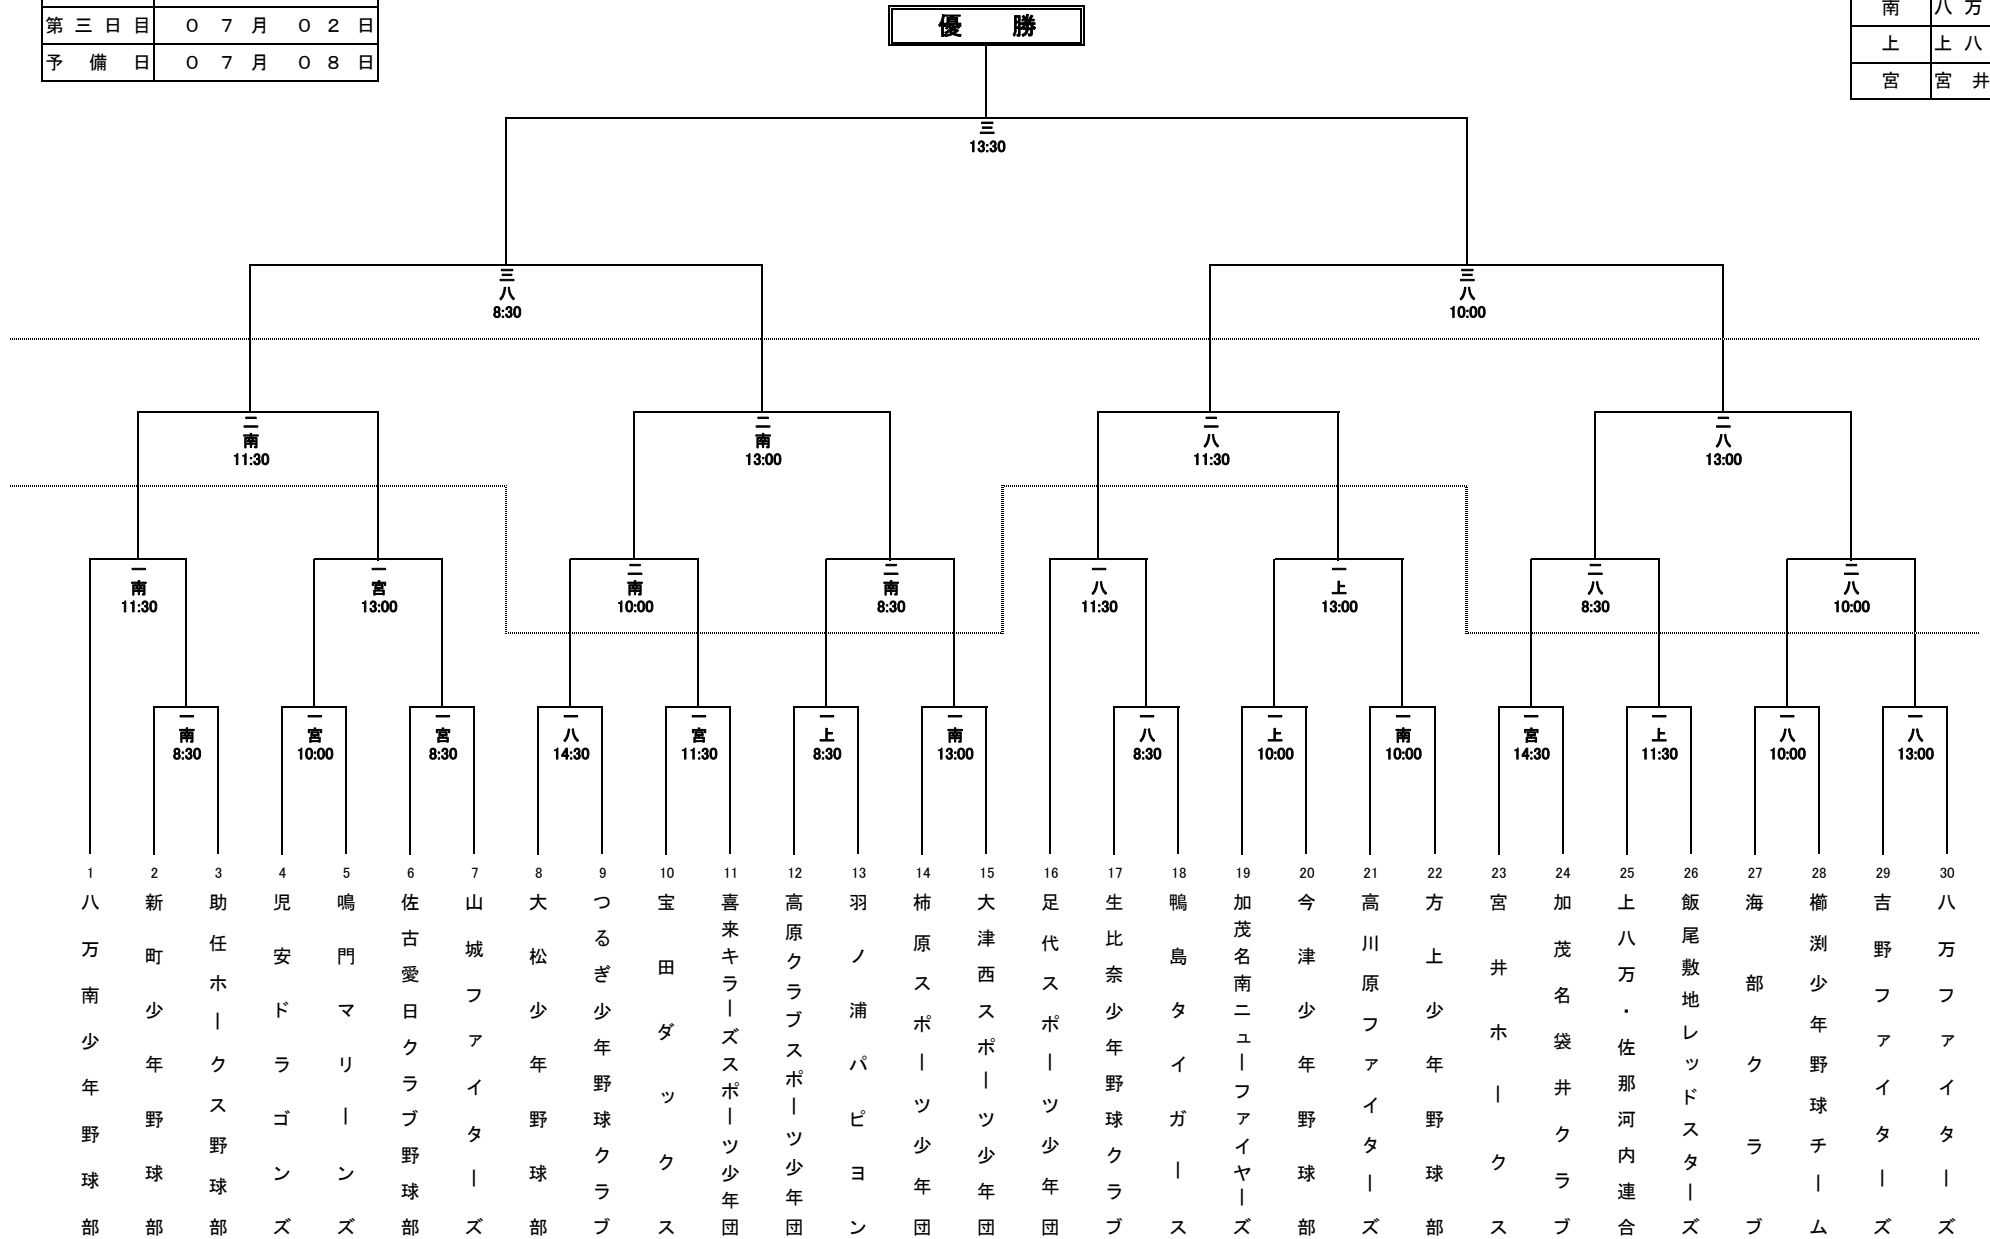 第三日目 ０７月０２日
予備日 ０７月０８日
優勝
南 八万
上 上八
宮 宮井
三
13:30
三
八
8:30
三
八
10:00
二
南
11:30
二
南
13:00
二
八
11:30
二
八
13:00
一
南
11:30
一
宮
13:00
二
南
10:00
二
南
8:30
一
八
11:30
一
上
13:00
二
八
8:30
二
八
10:00
一
南
8:30
一
宮
10:00
一
宮
8:30
一
八
14:30
一
宮
11:30
一
上
8:30
一
南
13:00
一
八
8:30
一
上
10:00
一
南
10:00
一
宮
14:30
一
上
11:30
一
八
10:00
一
八
13:00
1 八万南少年野球部
2 新町少年野球部
3 助任ホークス野球部
4 児安ドラゴンズ
5 鳴門マリーンズ
6 佐古愛日クラブ野球部
7 山城ファイターズ
8 大松少年野球部
9 つるぎ少年野球クラブ
10 宝田ダックス
11 喜来キラーズスポーツ少年団
12 高原クラブスポーツ少年団
13 羽ノ浦パピヨン
14 柿原スポーツ少年団
15 大津西スポーツ少年団
16 足代スポーツ少年団
17 生比奈少年野球クラブ
18 鴨島タイガース
19 加茂名南ニューファイヤーズ
20 今津少年野球部
21 高川原ファイターズ
22 方上少年野球部
23 宮井ホークス
24 加茂名袋井クラブ
25 上八万・佐那河内連合
26 飯尾敷地レッドスターズ
27 海部クラブ
28 櫛渕少年野球チーム
29 吉野ファイターズ
30 八万ファイターズ